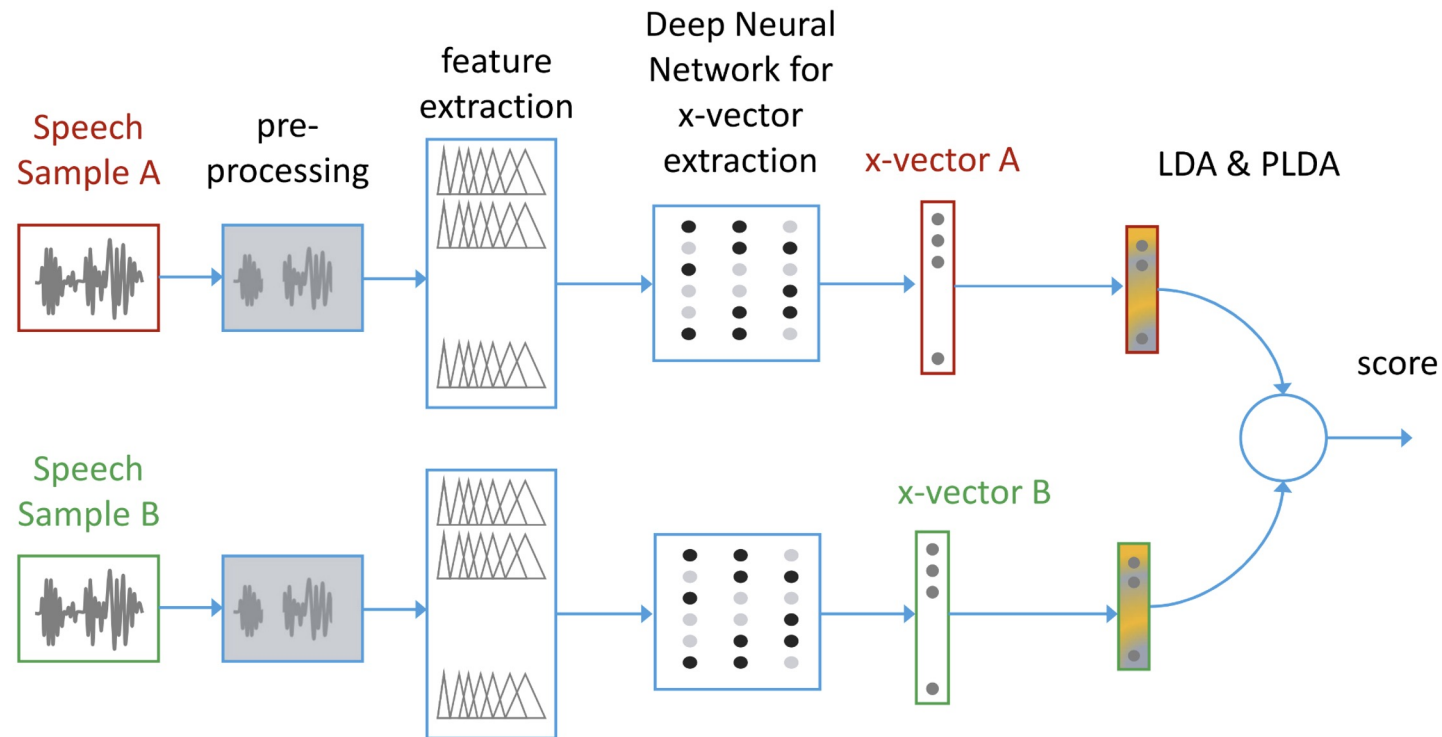 Speech
Sample A
pre-
processing
feature
extraction
Deep Neural
Network for
x-vector
extraction
x-vector A
LDA & PLDA
score
Speech
Sample B
x-vector B